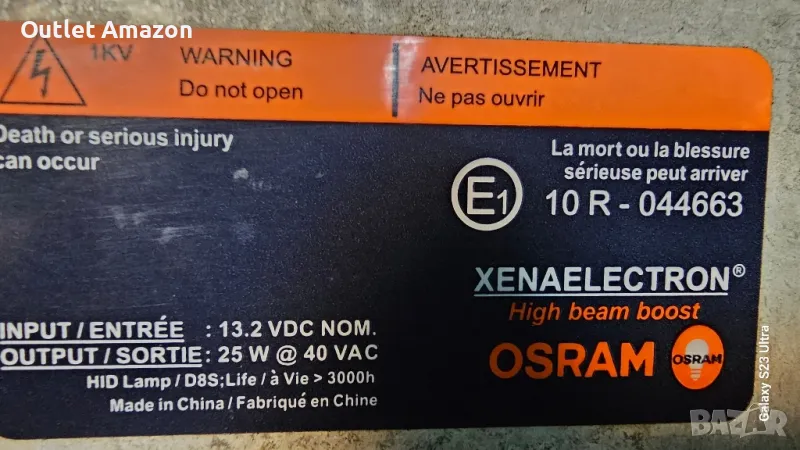 Outlet Amazon
1KV
WARNING
Do not open
AVERTISSEMENT
Ne pas ouvrir
Death or serious injury
can occur
La mort ou la blessure
sérieuse peut arriver
E1
10 R - 044663
XENAELECTRON®
High beam boost
OSRAM
OSRAM
INPUT / ENTRÉE : 13.2 VDC NOM.
OUTPUT / SORTIE: 25 W @ 40 VAC
HID Lamp / D8S;Life / à Vie > 3000h
Made in China / Fabriqué en Chine
Galaxy S23 Ultra
BAZAR